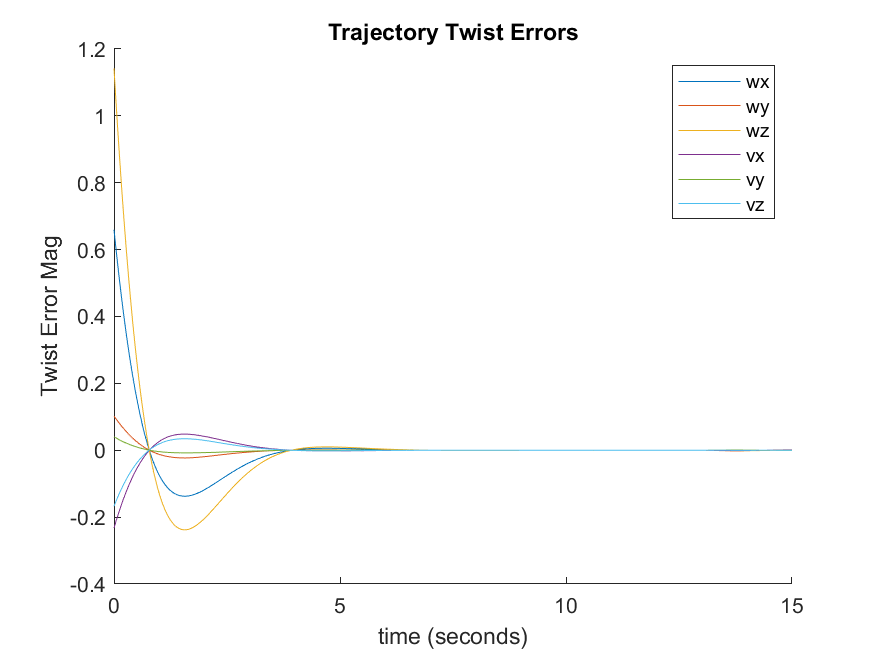 Trajectory Twist Errors
1.2
1
0.8
0.6
0.4
0.2
0
-0.2
-0.4
Twist Error Mag
wx
wy
wz
vx
vy
vz
0 5 10 15
time (seconds)